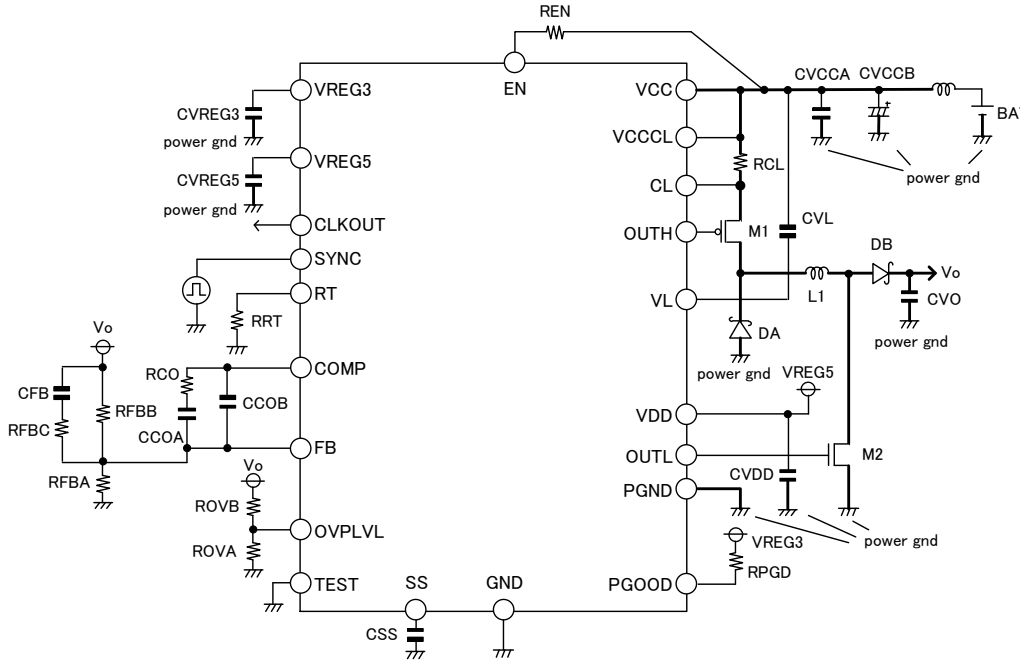 REN
EN
VREG3
CVREG3
power gnd
VREG5
CVREG5
power gnd
CLKOUT
SYNC
RT
RRT
Vo
COMP
RCO
CFB
RFBB
CCOB
RFBC
CCOA
FB
RFBA
Vo
ROVB
OVPLVL
ROVA
TEST
SS
GND
CSS
VCC
CVCCA
CVCCB
+
BAT
VCCCL
RCL
power gnd
CL
OUTH
M1
CVL
DB
Vo
VL
L1
CVO
DA
power gnd
power gnd
VREG5
VDD
OUTL
M2
CVDD
PGND
power gnd
VREG3
RPGD
PGOOD